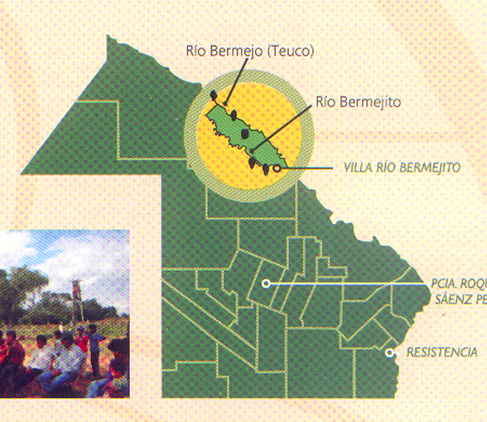 Río Bermejo (Teuco)
Río Bermejito
VILLA RÍO BERMEJITO
PCIA. ROQU
SÁENZ PE
RESISTENCIA